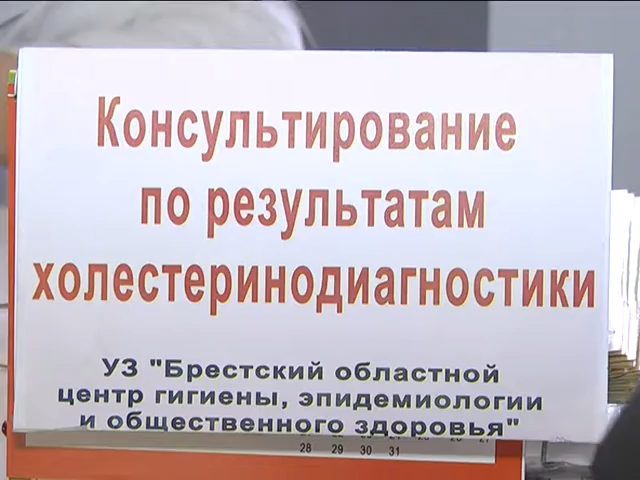 Консультирование
по результатам
холестеринодиагностики
УЗ "Брестский областной
центр гигиены, эпидемиологии
и общественного здоровья"
28 29 30 31